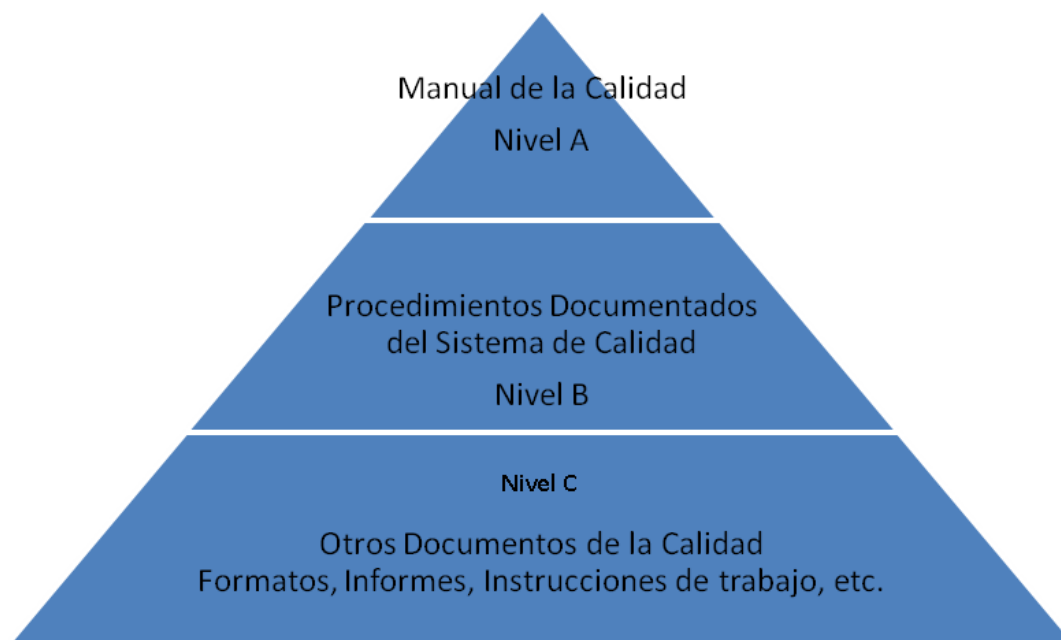 Manual de la Calidad
Nivel A
Procedimientos Documentados
del Sistema de Calidad
Nivel B
Nivel C
Otros Documentos de la Calidad
Formatos, Informes, Instrucciones de trabajo, etc.